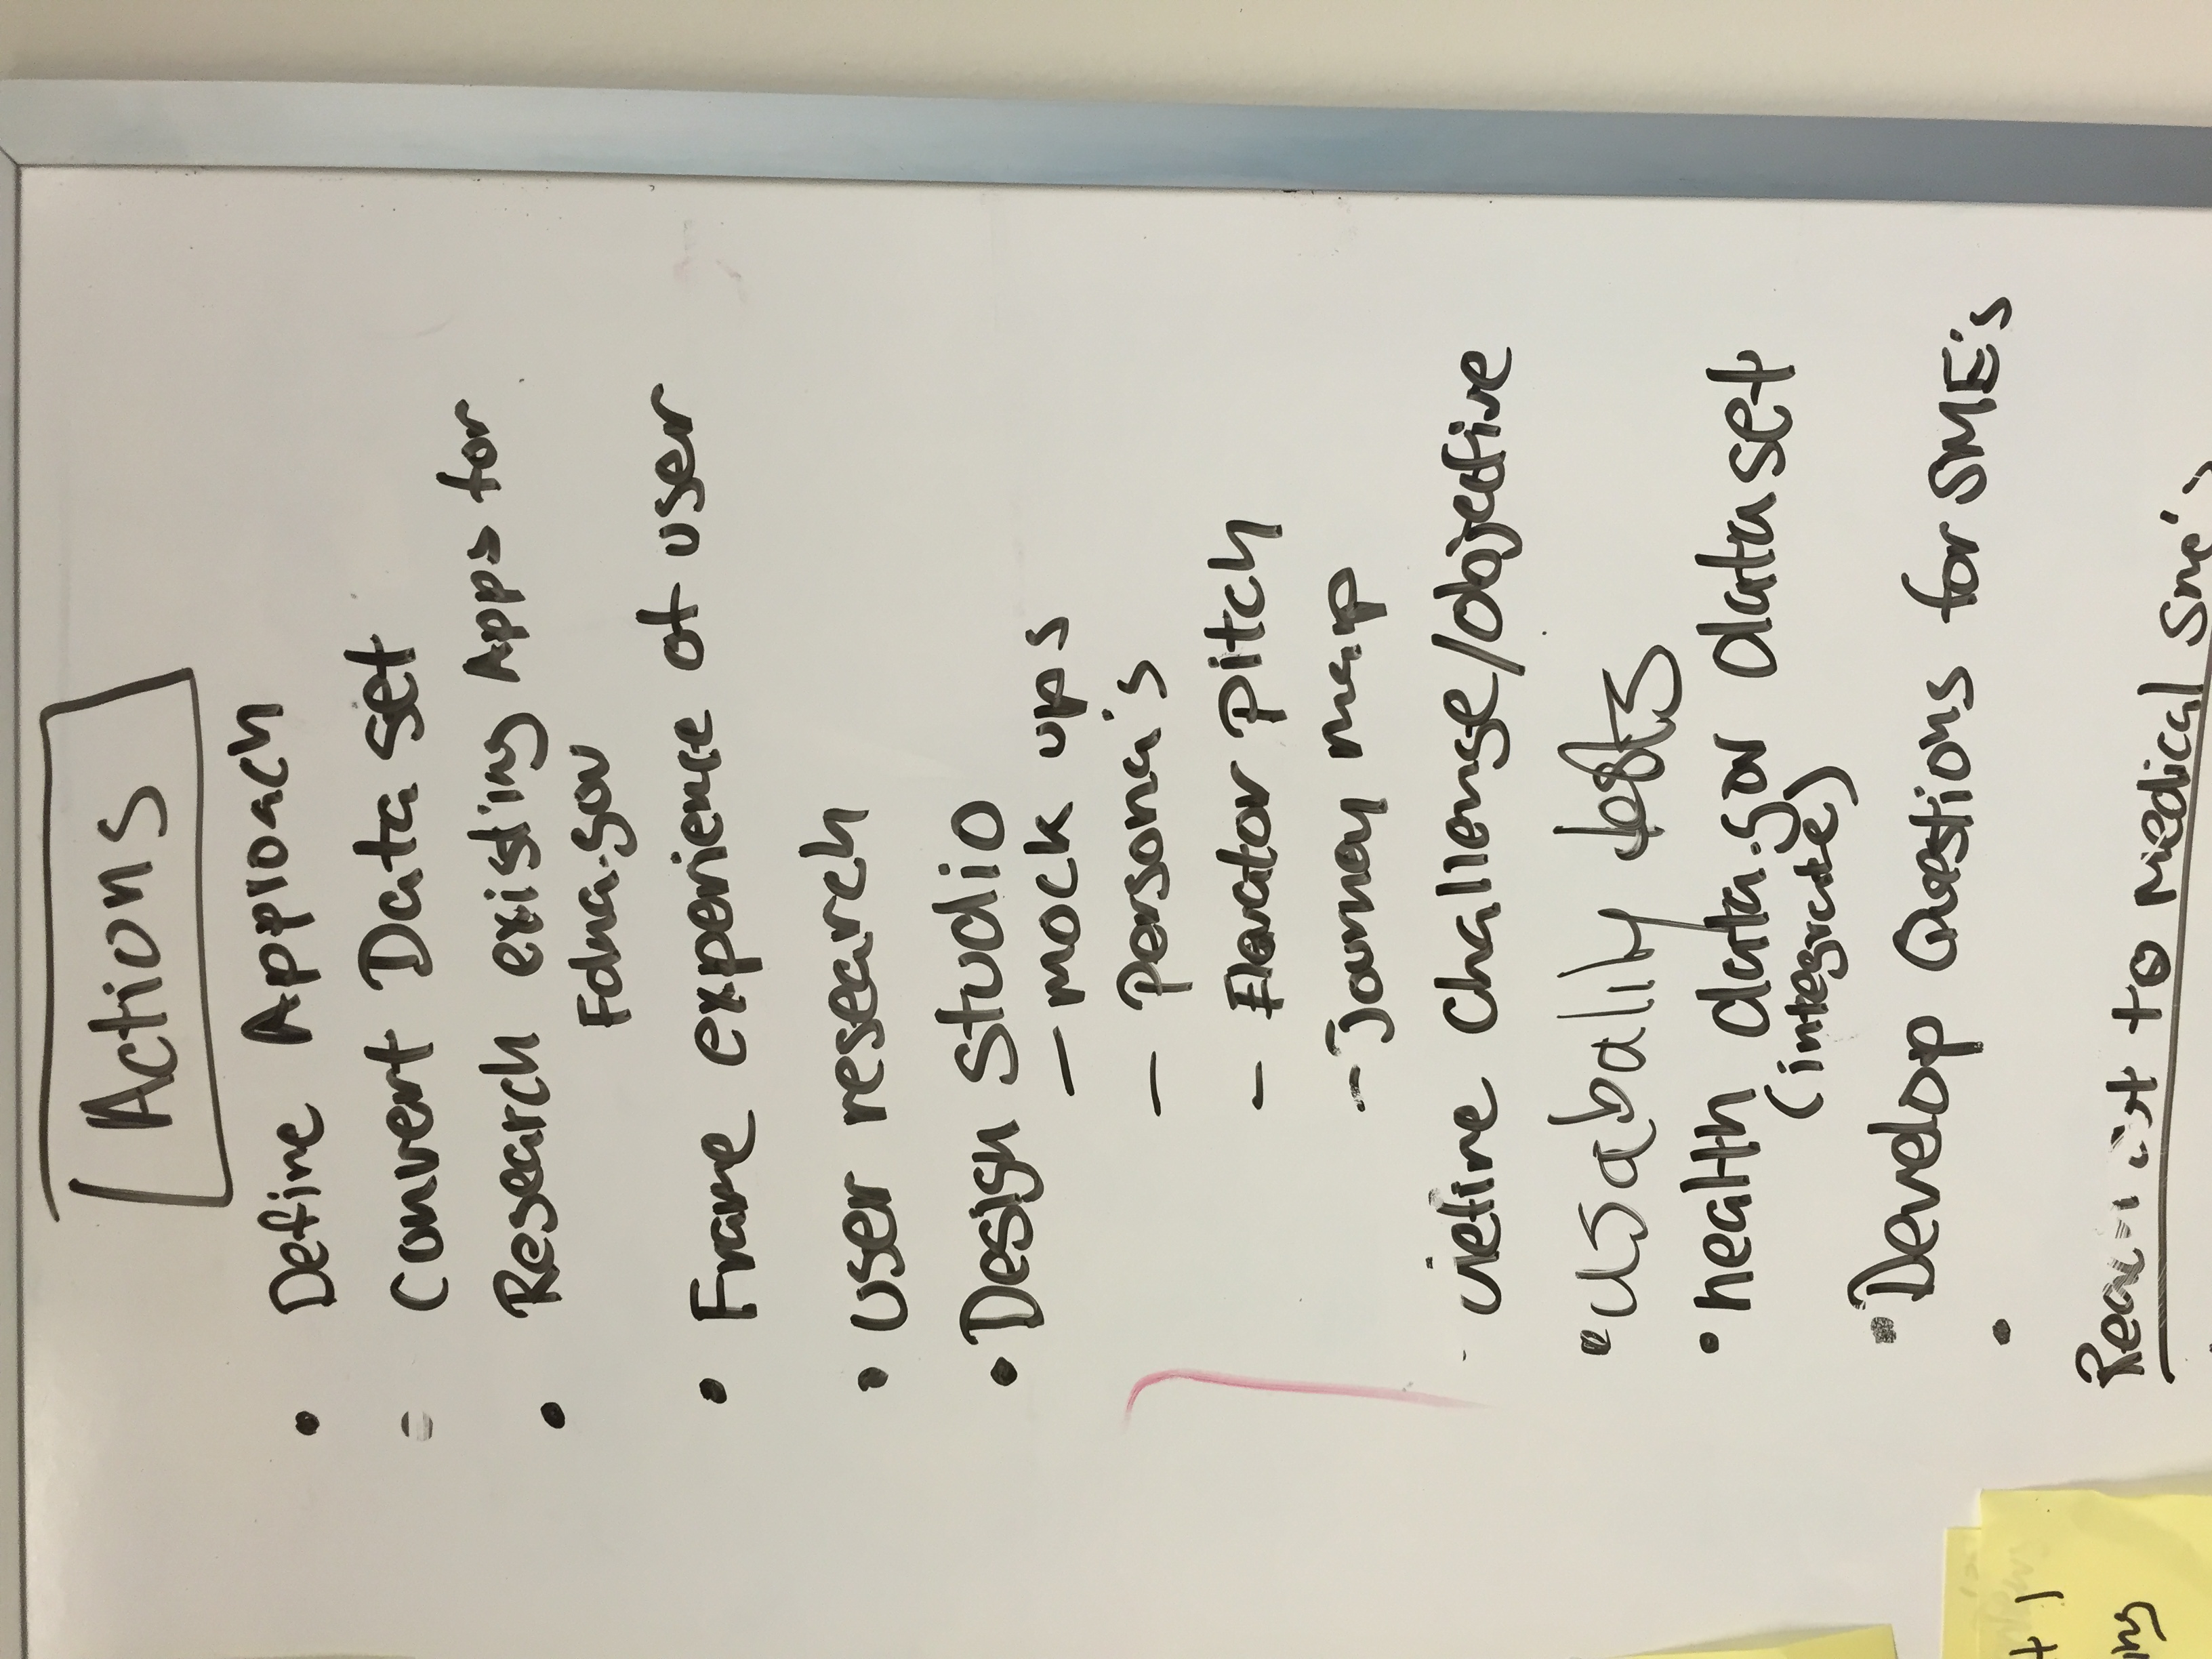 Actions
• Define Approach
Convert Data set
• Research existing Apps for
Fdna.gov
• Frame experience of user
• user research
• Design studio
— mock ups
— Persona's
- Elevator pitch
- Journey map
- define challenge/objective
• Usabality tests
• health data.gov dataset
(integrate)
• Develop Questions for SME's
•
to Medical Sme's
ing